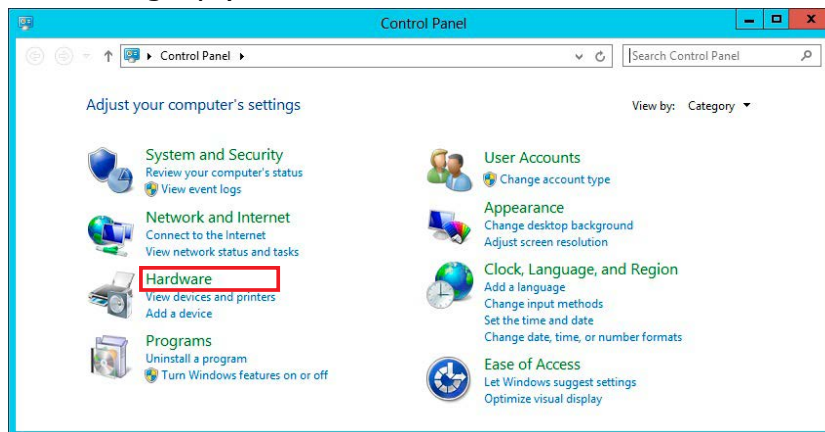 Control Panel
Control Panel
Search Control Panel
Adjust your computer's settings
View by: Category
System and Security
Review your computer's status
View event logs
Network and Internet
Connect to the Internet
View network status and tasks
Hardware
View devices and printers
Add a device
Programs
Uninstall a program
Turn Windows features on or off
User Accounts
Change account type
Appearance
Change desktop background
Adjust screen resolution
Clock, Language, and Region
Add a language
Change input methods
Set the time and date
Change date, time, or number formats
Ease of Access
Let Windows suggest settings
Optimize visual display